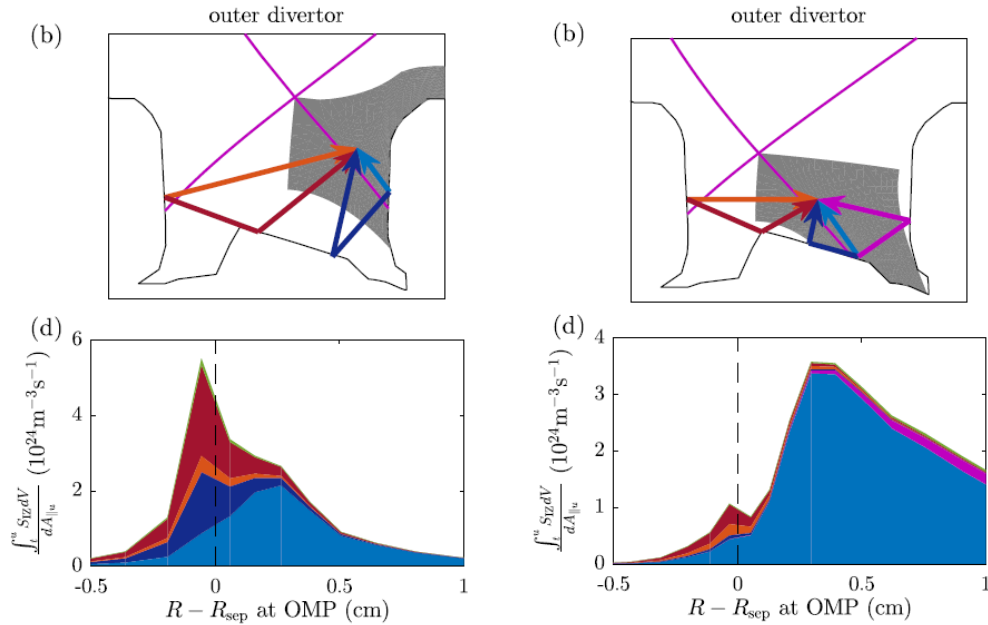 outer divertor
(b)
outer divertor
(b)
(d)
6
4
2
0
-0.5
0
0.5
1
R − R_sep at OMP (cm)
∫_t^u S_IZ dV / dA_∥u (10^24 m^−3 s^−1)
(d)
4
3
2
1
0
-0.5
0
0.5
1
R − R_sep at OMP (cm)
∫_t^u S_IZ dV / dA_∥u (10^24 m^−3 s^−1)